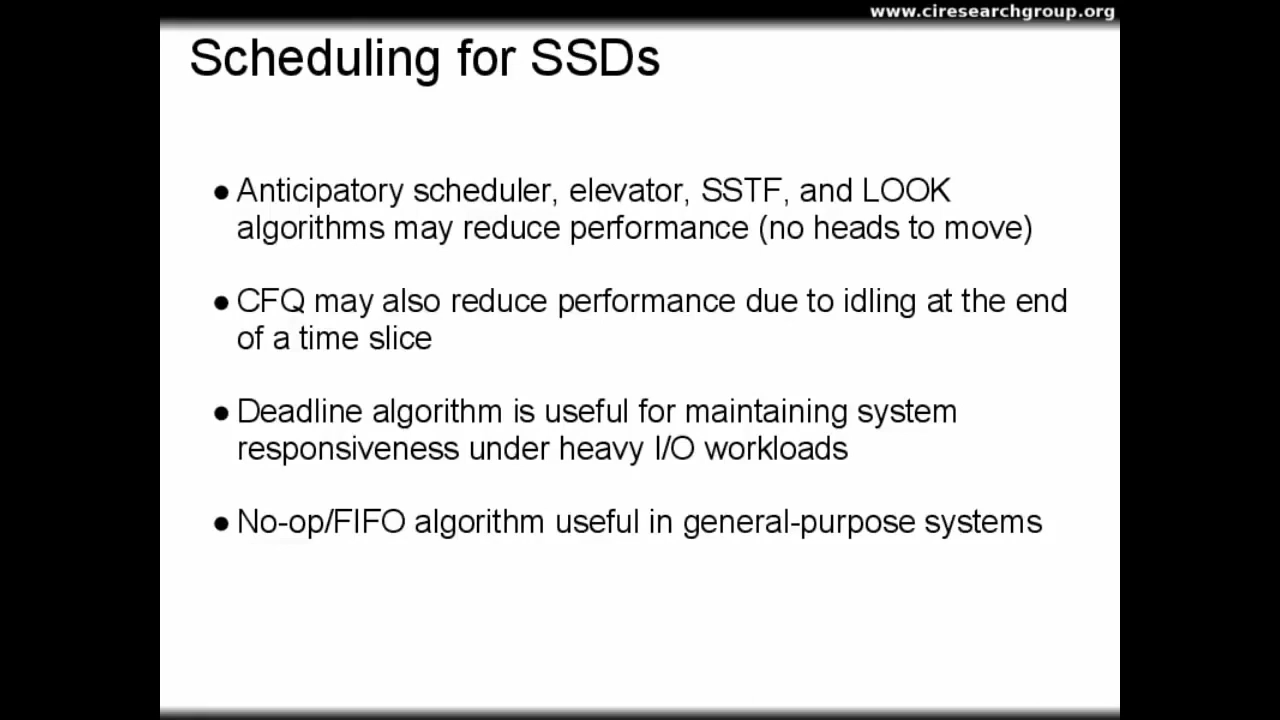 www.ciresearchgroup.org
Scheduling for SSDs
● Anticipatory scheduler, elevator, SSTF, and LOOK
algorithms may reduce performance (no heads to move)
● CFQ may also reduce performance due to idling at the end
of a time slice
● Deadline algorithm is useful for maintaining system
responsiveness under heavy I/O workloads
● No-op/FIFO algorithm useful in general-purpose systems